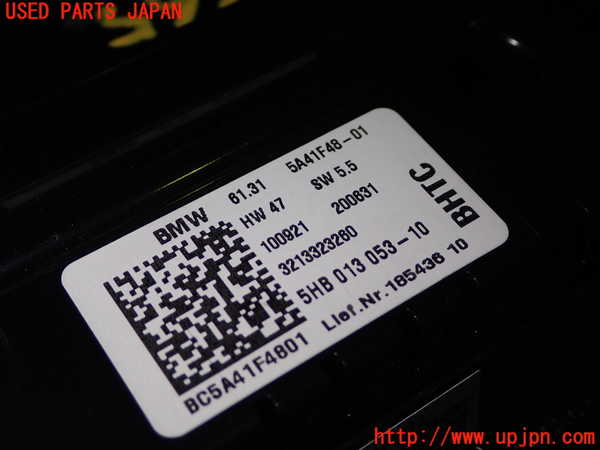 USED PARTS JAPAN
BMW 61.31 5A41F48-01
HW 47 SW 5.5
100921 200631
3213323260
5HB 013 053-10
Lief.Nr.185436 10
BHTC
BC5A41F4801
http://www.upjpn.com/